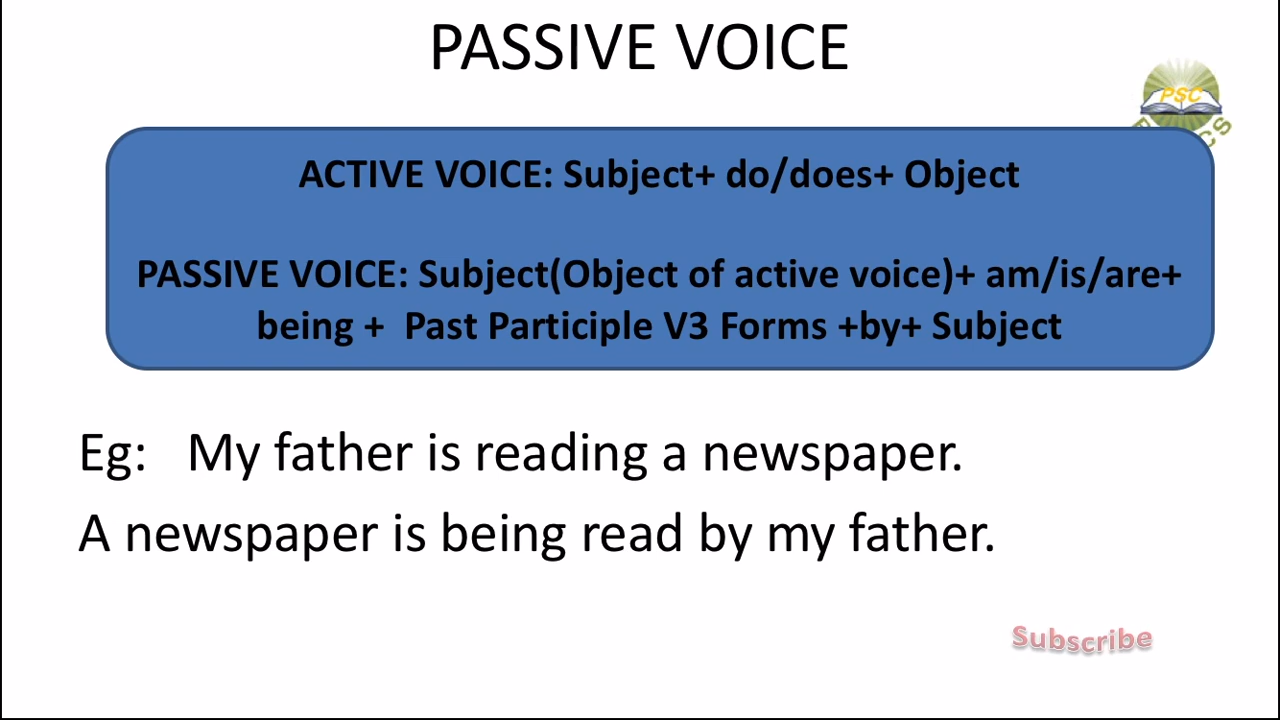 PASSIVE VOICE
PSC
ACTIVE VOICE: Subject+ do/does+ Object
PASSIVE VOICE: Subject(Object of active voice)+ am/is/are+
being + Past Participle V3 Forms +by+ Subject
Eg: My father is reading a newspaper.
A newspaper is being read by my father.
Subscribe